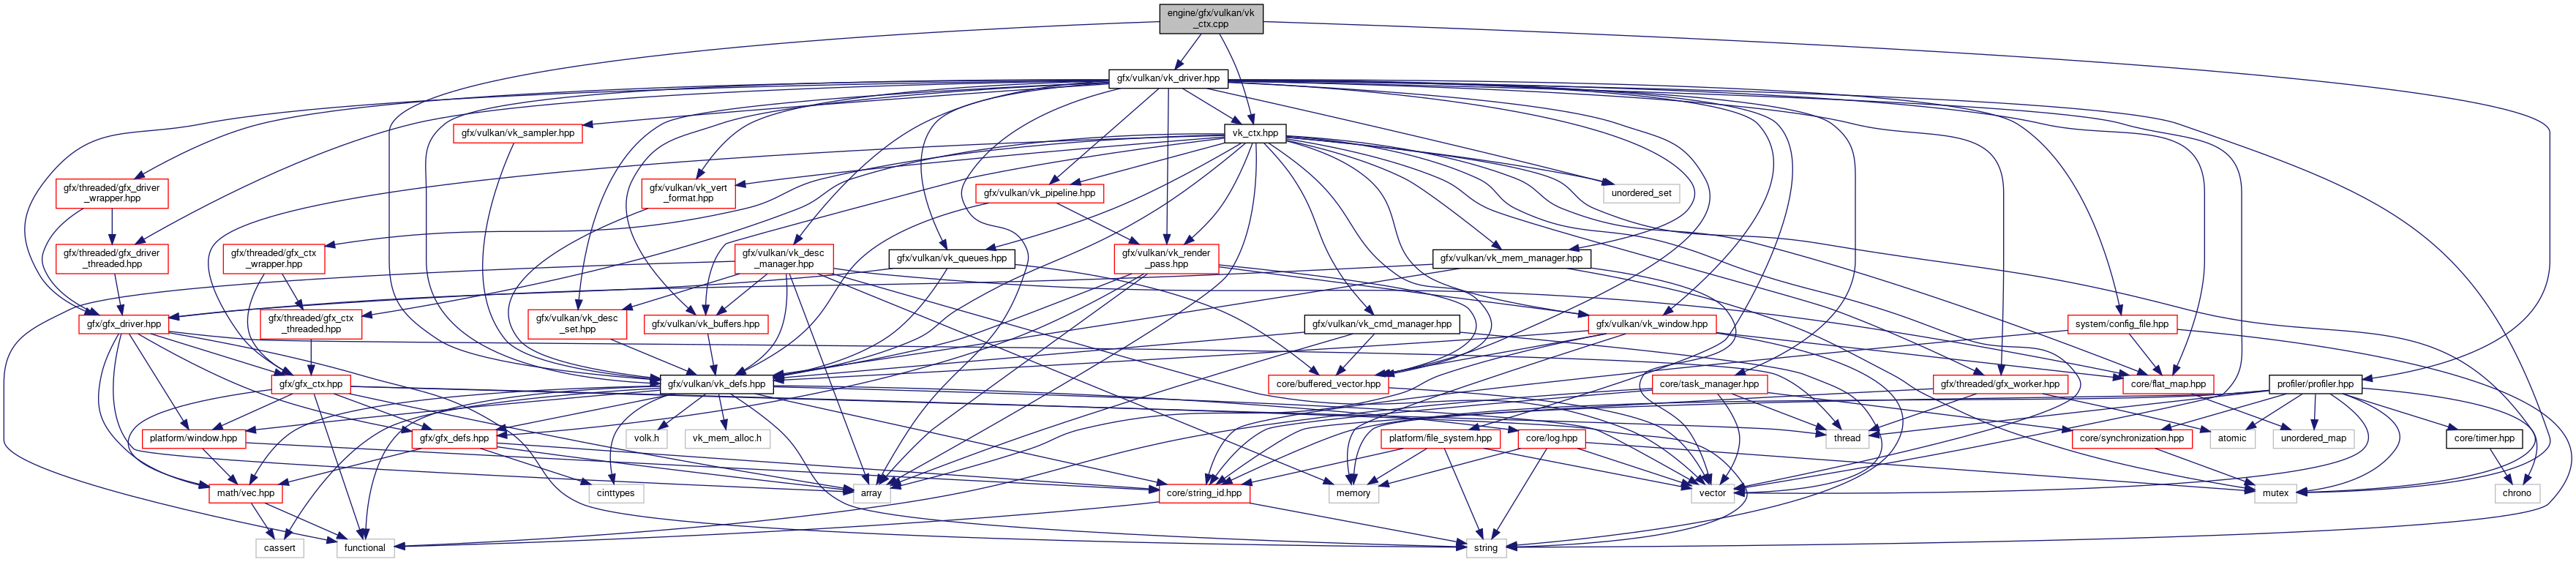 engine/gfx/vulkan/vk
_ctx.cpp
gfx/vulkan/vk_driver.hpp
gfx/vulkan/vk_sampler.hpp
vk_ctx.hpp
gfx/threaded/gfx_driver
_wrapper.hpp
gfx/vulkan/vk_vert
_format.hpp
gfx/vulkan/vk_pipeline.hpp
unordered_set
gfx/threaded/gfx_driver
_threaded.hpp
gfx/threaded/gfx_ctx
_wrapper.hpp
gfx/vulkan/vk_desc
_manager.hpp
gfx/vulkan/vk_queues.hpp
gfx/vulkan/vk_render
_pass.hpp
gfx/vulkan/vk_mem_manager.hpp
gfx/gfx_driver.hpp
gfx/threaded/gfx_ctx
_threaded.hpp
gfx/vulkan/vk_desc
_set.hpp
gfx/vulkan/vk_buffers.hpp
gfx/vulkan/vk_cmd_manager.hpp
gfx/vulkan/vk_window.hpp
system/config_file.hpp
gfx/gfx_ctx.hpp
gfx/vulkan/vk_defs.hpp
core/buffered_vector.hpp
core/task_manager.hpp
gfx/threaded/gfx_worker.hpp
core/flat_map.hpp
profiler/profiler.hpp
platform/window.hpp
gfx/gfx_defs.hpp
volk.h
vk_mem_alloc.h
platform/file_system.hpp
core/log.hpp
thread
core/synchronization.hpp
atomic
unordered_map
core/timer.hpp
math/vec.hpp
cinttypes
array
core/string_id.hpp
memory
vector
mutex
chrono
cassert
functional
string